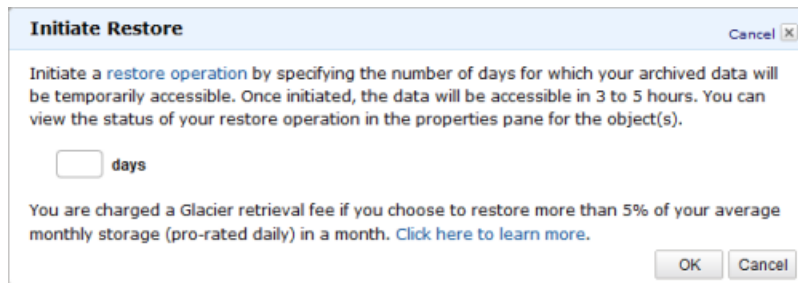 Initiate Restore
Cancel
Initiate a restore operation by specifying the number of days for which your archived data will
be temporarily accessible. Once initiated, the data will be accessible in 3 to 5 hours. You can
view the status of your restore operation in the properties pane for the object(s).
days
You are charged a Glacier retrieval fee if you choose to restore more than 5% of your average
monthly storage (pro-rated daily) in a month. Click here to learn more.
OK Cancel